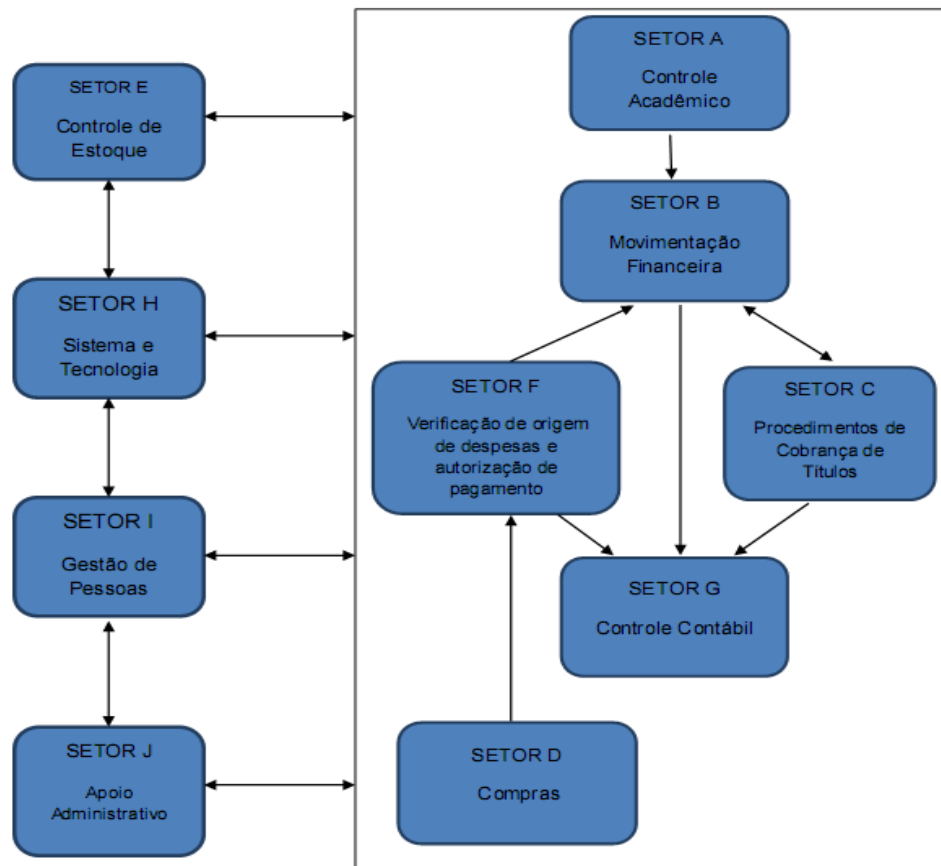 SETOR A
Controle
Acadêmico
SETOR E
Controle de
Estoque
SETOR B
Movimentação
Financeira
SETOR H
Sistema e
Tecnologia
SETOR F
Verificação de origem
de despesas e
autorização de
pagamento
SETOR C
Procedimentos de
Cobrança de
Títulos
SETOR I
Gestão de
Pessoas
SETOR G
Controle Contábil
SETOR J
Apoio
Administrativo
SETOR D
Compras